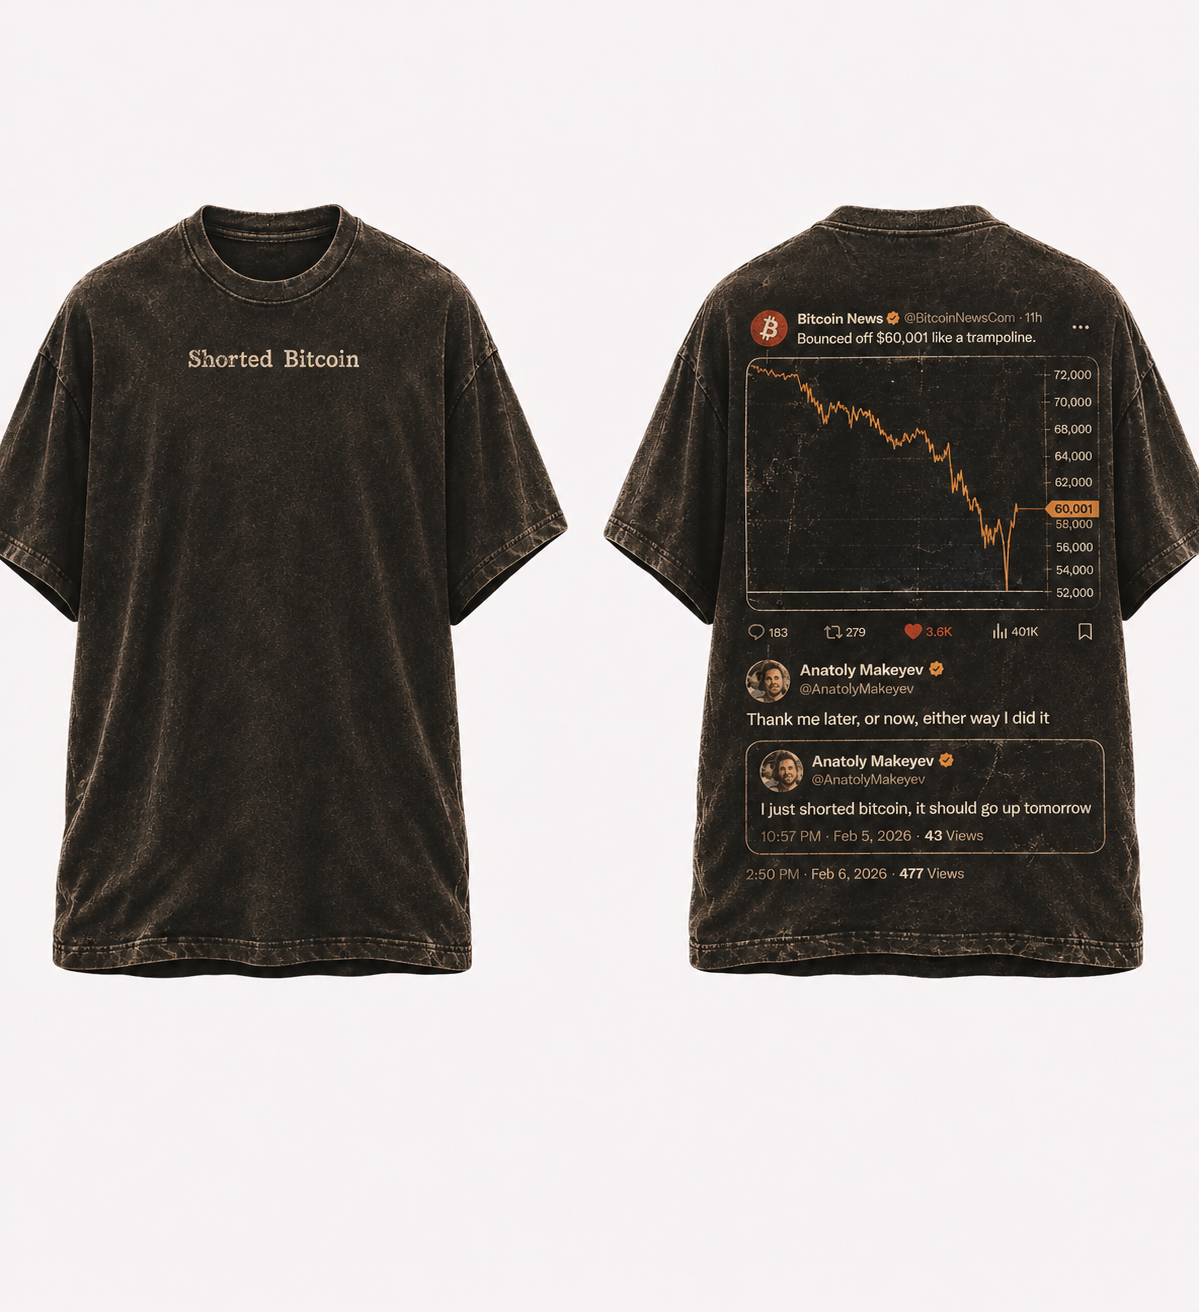 Shorted Bitcoin
Bitcoin News @BitcoinNewsCom · 11h
Bounced off $60,001 like a trampoline.
72,000
70,000
68,000
64,000
62,000
60,001
58,000
56,000
54,000
52,000
183 279 3.6K 401K
Anatoly Makeyev
@AnatolyMakeyev
Thank me later, or now, either way I did it
Anatoly Makeyev
@AnatolyMakeyev
I just shorted bitcoin, it should go up tomorrow
10:57 PM · Feb 5, 2026 · 43 Views
2:50 PM · Feb 6, 2026 · 477 Views